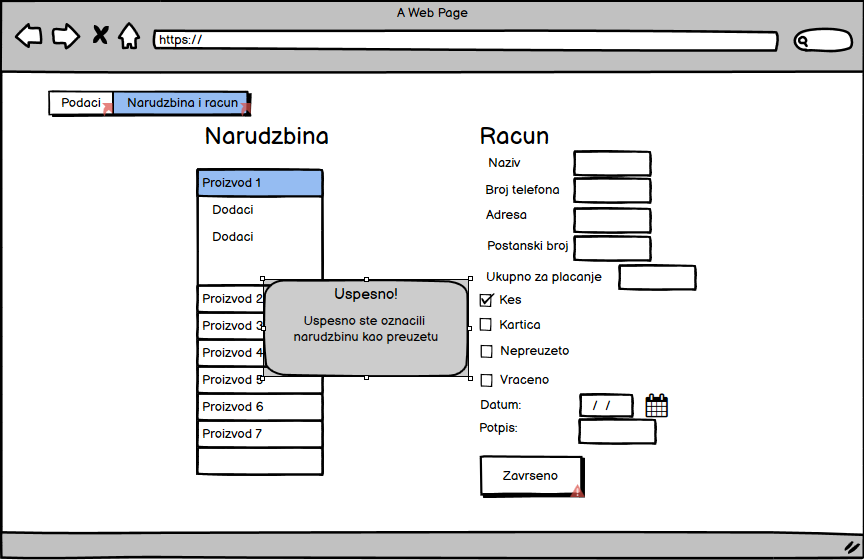 A Web Page
https://
Podaci
Narudzbina i racun
Narudzbina
Proizvod 1
Dodaci
Dodaci
Proizvod 2
Proizvod 3
Proizvod 4
Proizvod 5
Proizvod 6
Proizvod 7
Uspesno!
Uspesno ste oznacili
narudzbinu kao preuzetu
Racun
Naziv
Broj telefona
Adresa
Postanski broj
Ukupno za placanje
Kes
Kartica
Nepreuzeto
Vraceno
Datum:
/ /
Potpis:
Zavrseno